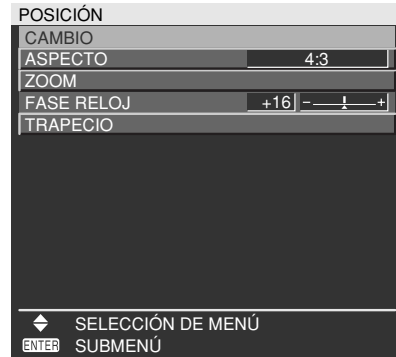 POSICIÓN
CAMBIO
ASPECTO 4:3
ZOOM
FASE RELOJ +16 - +
TRAPECIO
SELECCIÓN DE MENÚ
ENTER SUBMENÚ